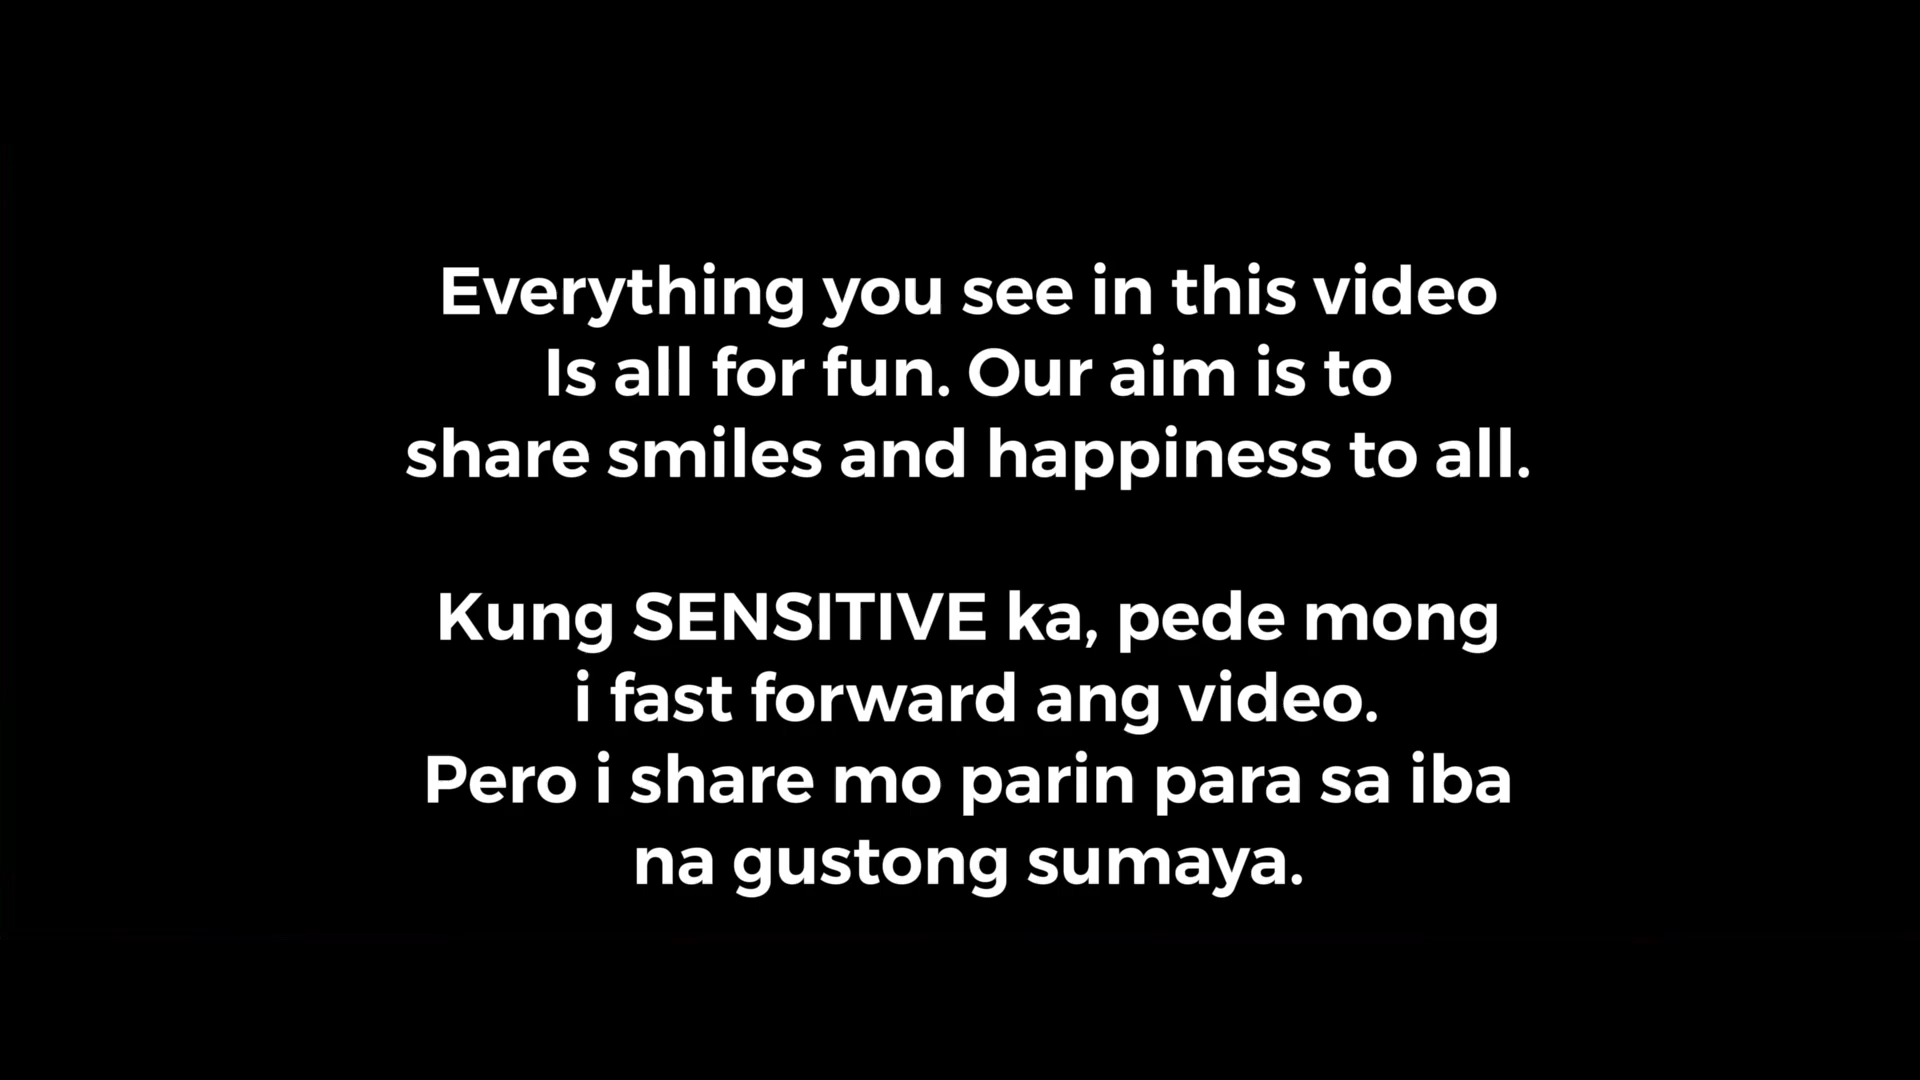 Everything you see in this video
Is all for fun. Our aim is to
share smiles and happiness to all.
Kung SENSITIVE ka, pede mong
i fast forward ang video.
Pero i share mo parin para sa iba
na gustong sumaya.